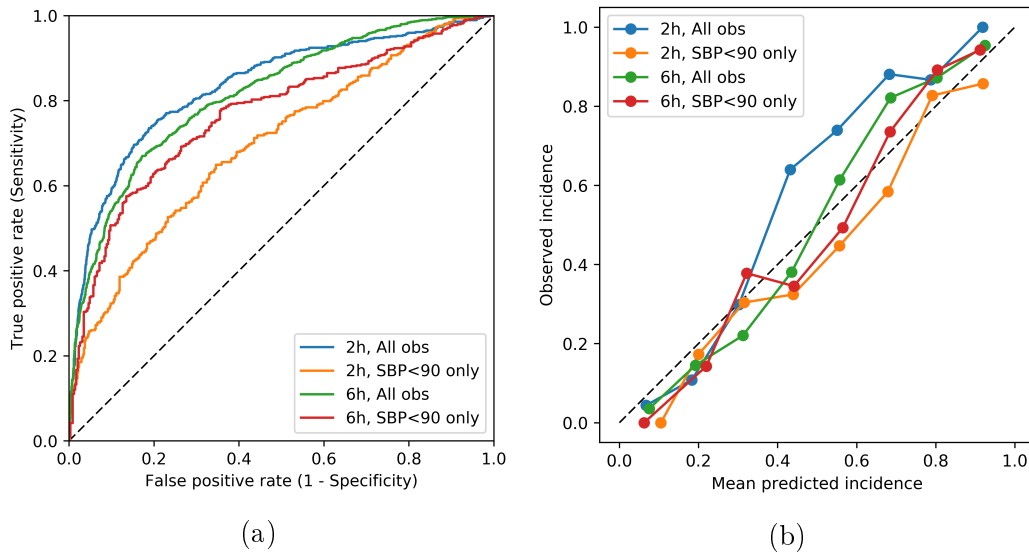 True positive rate (Sensitivity)
1.0
0.8
0.6
0.4
0.2
0.0
2h, All obs
2h, SBP<90 only
6h, All obs
6h, SBP<90 only
0.0 0.2 0.4 0.6 0.8 1.0
False positive rate (1 - Specificity)
(a)
Observed incidence
1.0
0.8
0.6
0.4
0.2
0.0
2h, All obs
2h, SBP<90 only
6h, All obs
6h, SBP<90 only
0.0 0.2 0.4 0.6 0.8 1.0
Mean predicted incidence
(b)